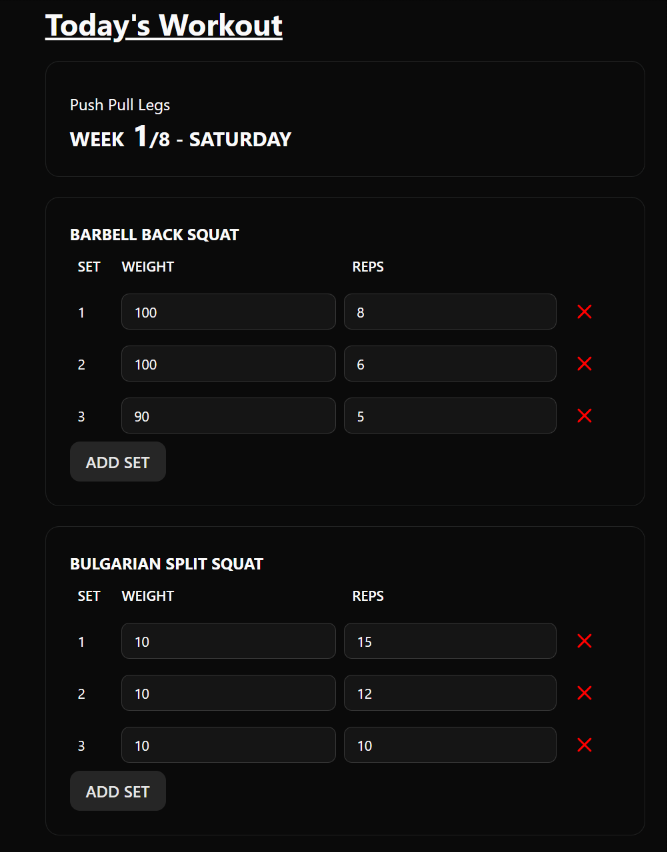 Today's Workout
Push Pull Legs
WEEK 1/8 - SATURDAY
BARBELL BACK SQUAT
SET WEIGHT REPS
1 100 8
2 100 6
3 90 5
ADD SET
BULGARIAN SPLIT SQUAT
SET WEIGHT REPS
1 10 15
2 10 12
3 10 10
ADD SET